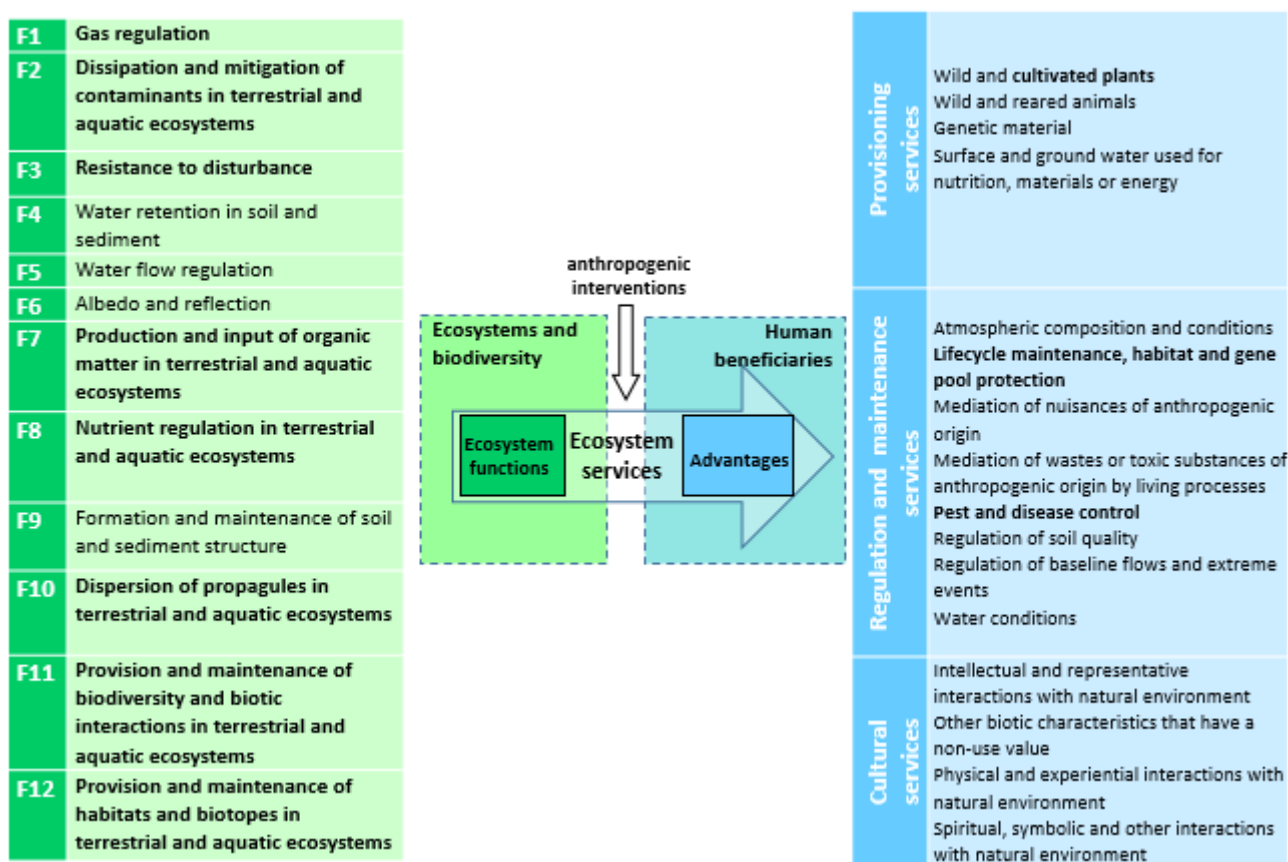 F1
Gas regulation
F2
Dissipation and mitigation of
contaminants in terrestrial and
aquatic ecosystems
F3
Resistance to disturbance
F4
Water retention in soil and
sediment
F5
Water flow regulation
F6
Albedo and reflection
F7
Production and input of organic
matter in terrestrial and aquatic
ecosystems
F8
Nutrient regulation in terrestrial
and aquatic ecosystems
F9
Formation and maintenance of soil
and sediment structure
F10
Dispersion of propagules in
terrestrial and aquatic ecosystems
F11
Provision and maintenance of
biodiversity and biotic
interactions in terrestrial and
aquatic ecosystems
F12
Provision and maintenance of
habitats and biotopes in
terrestrial and aquatic ecosystems
anthropogenic
interventions
Ecosystems and
biodiversity
Human
beneficiaries
Ecosystem
functions
Ecosystem
services
Advantages
Provisioning
services
Wild and cultivated plants
Wild and reared animals
Genetic material
Surface and ground water used for
nutrition, materials or energy
Regulation and maintenance
services
Atmospheric composition and conditions
Lifecycle maintenance, habitat and gene
pool protection
Mediation of nuisances of anthropogenic
origin
Mediation of wastes or toxic substances of
anthropogenic origin by living processes
Pest and disease control
Regulation of soil quality
Regulation of baseline flows and extreme
events
Water conditions
Cultural
services
Intellectual and representative
interactions with natural environment
Other biotic characteristics that have a
non-use value
Physical and experiential interactions with
natural environment
Spiritual, symbolic and other interactions
with natural environment